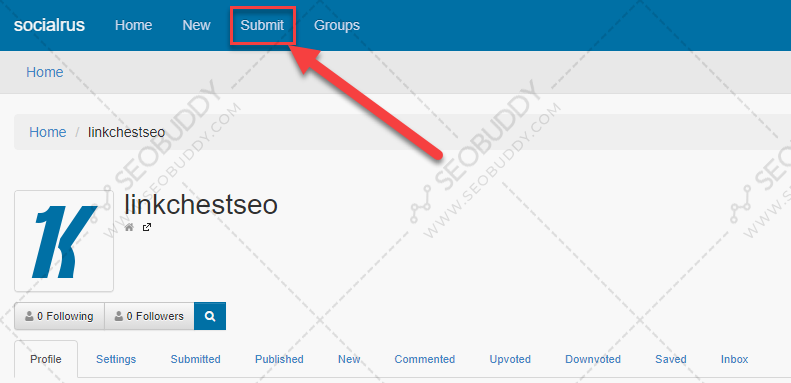 socialrus Home New Submit Groups
Home
Home / linkchestseo
linkchestseo
0 Following 0 Followers
Profile Settings Submitted Published New Commented Upvoted Downvoted Saved Inbox
SEOBUDDY
WWW.SEOBUDDY.COM
SEOBUDDY
WWW.SEOBUDDY.COM
SEOBUDDY
WWW.SEOBUDDY.COM